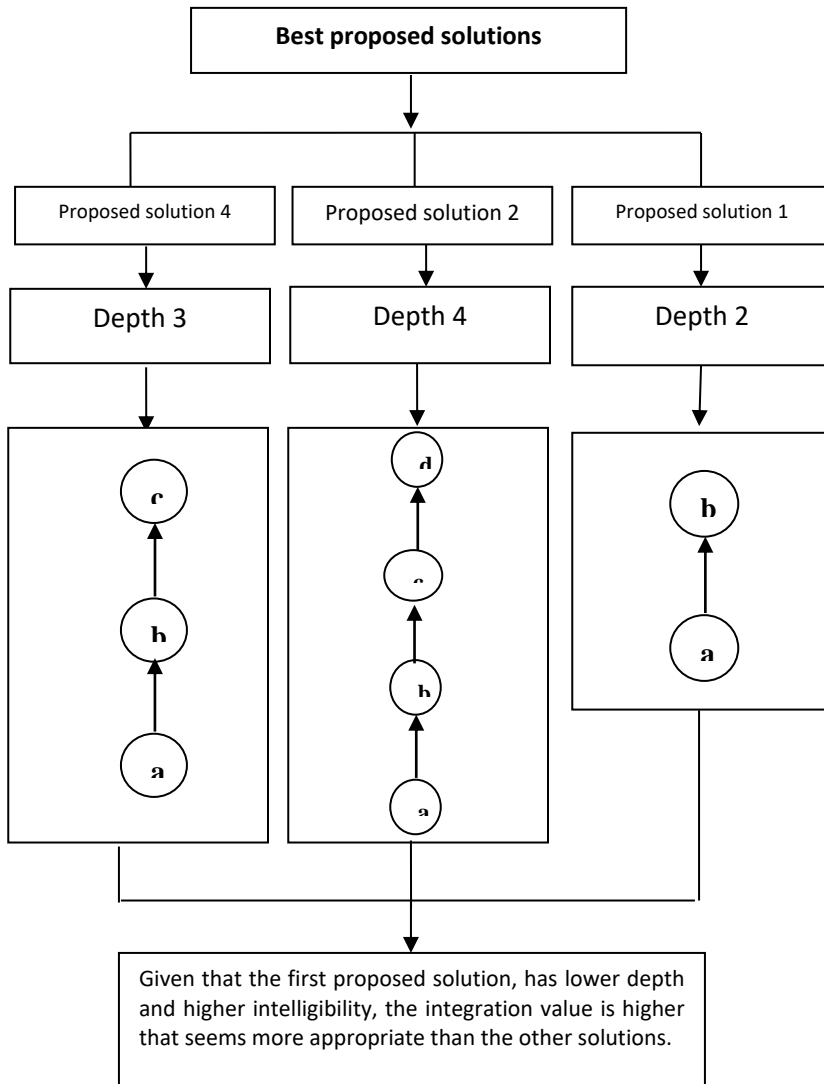 Best proposed solutions
Proposed solution 4
Proposed solution 2
Proposed solution 1
Depth 3
Depth 4
Depth 2
c
b
a
d
c
b
a
b
a
Given that the first proposed solution, has lower depth
and higher intelligibility, the integration value is higher
that seems more appropriate than the other solutions.